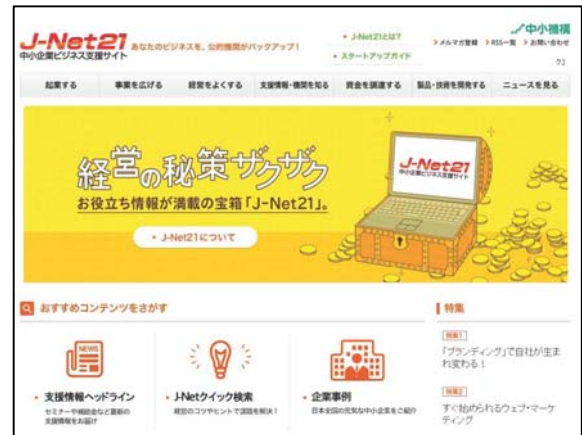 J-Net21
中小企業ビジネス支援サイト
あなたのビジネスを、公的機関がバックアップ！
J-Net21とは?
スタートアップガイド
中小機構
メルマガ登録 RSS一覧 お問い合わせ
起業する 事業を広げる 経営をよくする 支援情報・機関を知る 資金を調達する 製品・技術を開発する ニュースを見る
経営の秘策ザクザク
お役立ち情報が満載の宝箱「J-Net21」。
J-Net21について
J-Net21
中小企業ビジネス支援サイト
おすすめコンテンツをさがす
NEWS
支援情報ヘッドライン
セミナーや補助金など最新の
支援情報をお届け
J-Netクイック検索
経営のコツやヒントで課題を解決！
企業事例
日本全国の元気な中小企業をご紹介
特集
特集1
「ブランディング」で自社が生ま
れ変わる！
特集2
すぐ始められるウェブ・マーケ
ティング